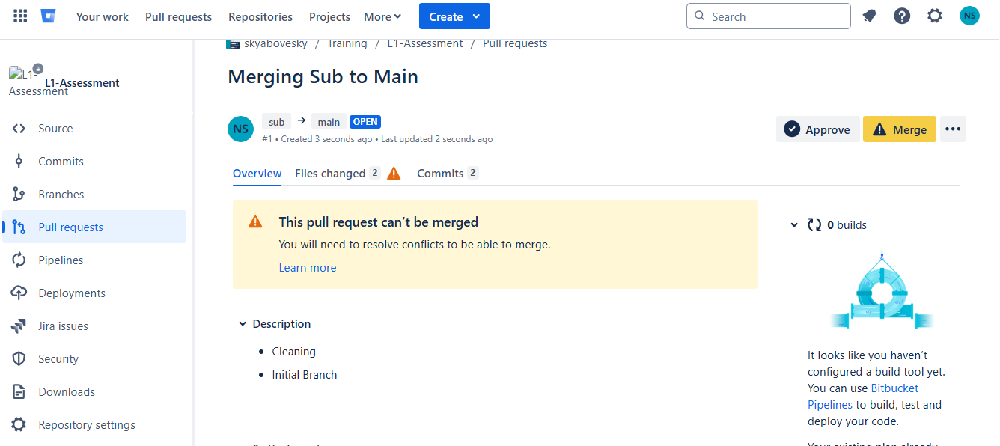 Your work Pull requests Repositories Projects More Create Search NS
skyabovesky / Training / L1-Assessment / Pull requests
L1-
Assessment
L1-Assessment
Merging Sub to Main
NS sub → main OPEN
#1 • Created 3 seconds ago • Last updated 2 seconds ago
Approve Merge
Source
Commits
Branches
Pull requests
Pipelines
Deployments
Jira issues
Security
Downloads
Repository settings
Overview Files changed 2 Commits 2
This pull request can’t be merged
You will need to resolve conflicts to be able to merge.
Learn more
Description
• Cleaning
• Initial Branch
0 builds
It looks like you haven’t
configured a build tool yet.
You can use Bitbucket
Pipelines to build, test and
deploy your code.